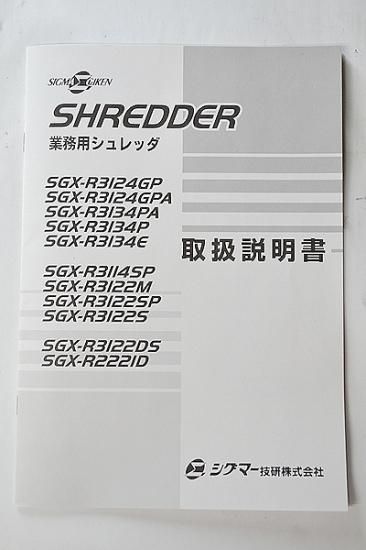 SIGMA GIKEN
SHREDDER
業務用シュレッダ
SGX-R3124GP
SGX-R3124GPA
SGX-R3134PA
SGX-R3134P
SGX-R3134E
取扱説明書
SGX-R3114SP
SGX-R3122M
SGX-R3122SP
SGX-R3122S
SGX-R3122DS
SGX-R2221D
シグマー技研株式会社